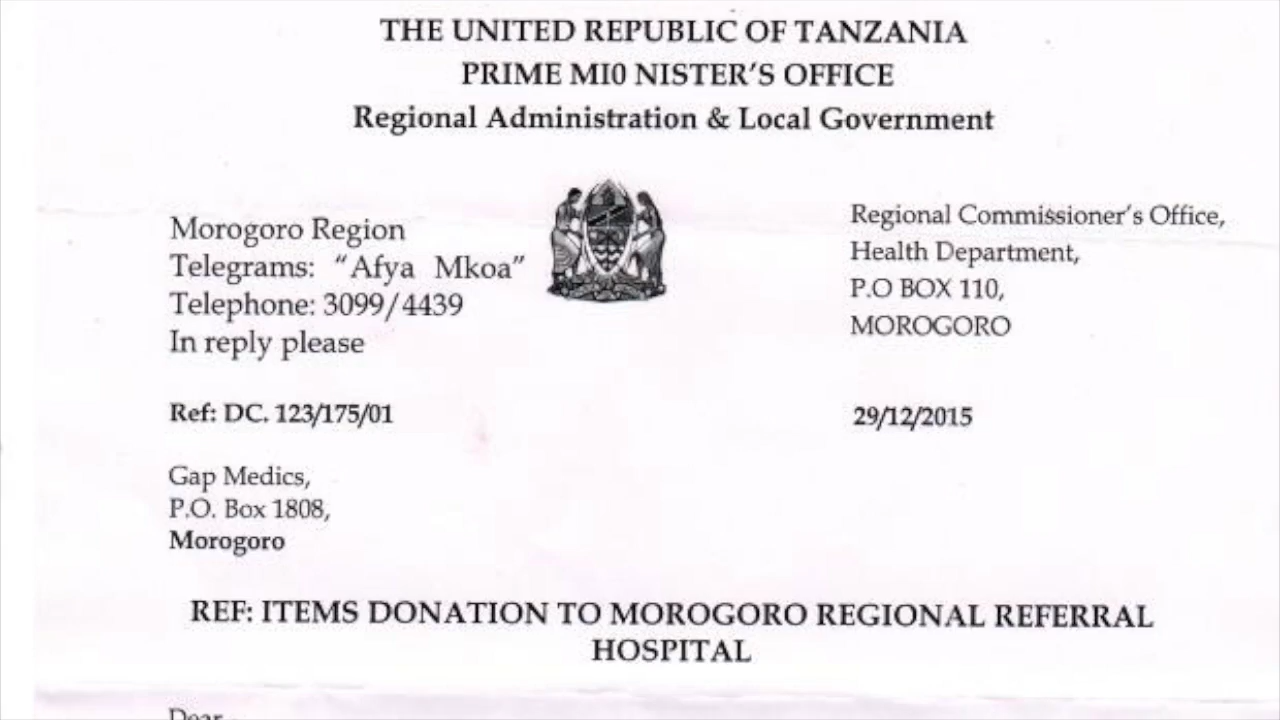 THE UNITED REPUBLIC OF TANZANIA
PRIME MI0 NISTER'S OFFICE
Regional Administration & Local Government
Morogoro Region
Telegrams: "Afya Mkoa"
Telephone: 3099/4439
In reply please
Regional Commissioner's Office,
Health Department,
P.O BOX 110,
MOROGORO
Ref: DC. 123/175/01
29/12/2015
Gap Medics,
P.O. Box 1808,
Morogoro
REF: ITEMS DONATION TO MOROGORO REGIONAL REFERRAL
HOSPITAL
Dear